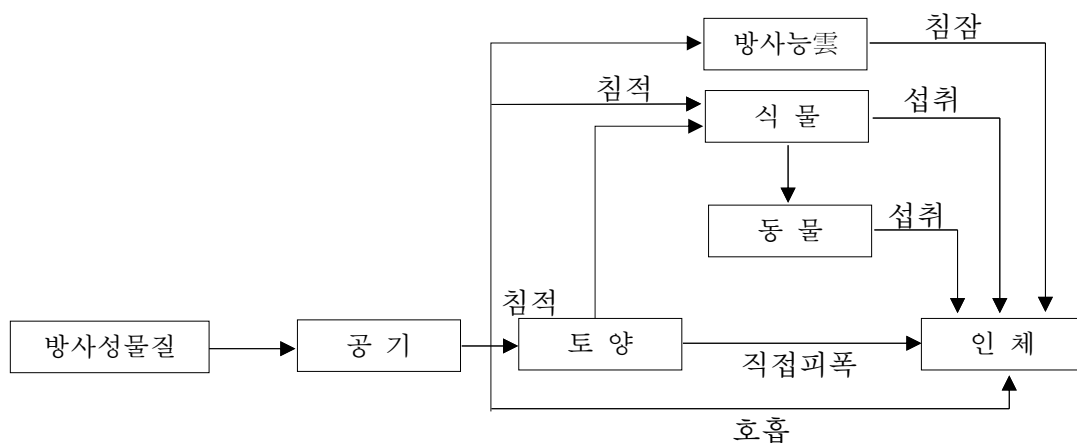 방사능雲
침잠
침적
식 물
섭취
동 물
섭취
침적
방사성물질
공 기
토 양
직접피폭
인 체
호흡